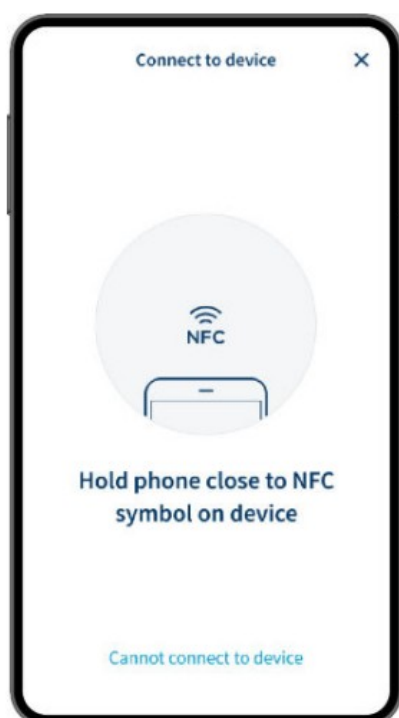 Connect to device
NFC
Hold phone close to NFC
symbol on device
Cannot connect to device